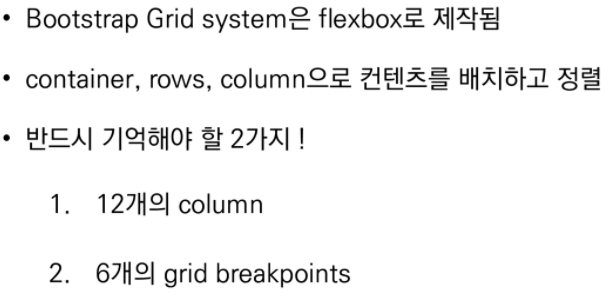 • Bootstrap Grid system은 flexbox로 제작됨
• container, rows, column으로 컨텐츠를 배치하고 정렬
• 반드시 기억해야 할 2가지 !
1. 12개의 column
2. 6개의 grid breakpoints